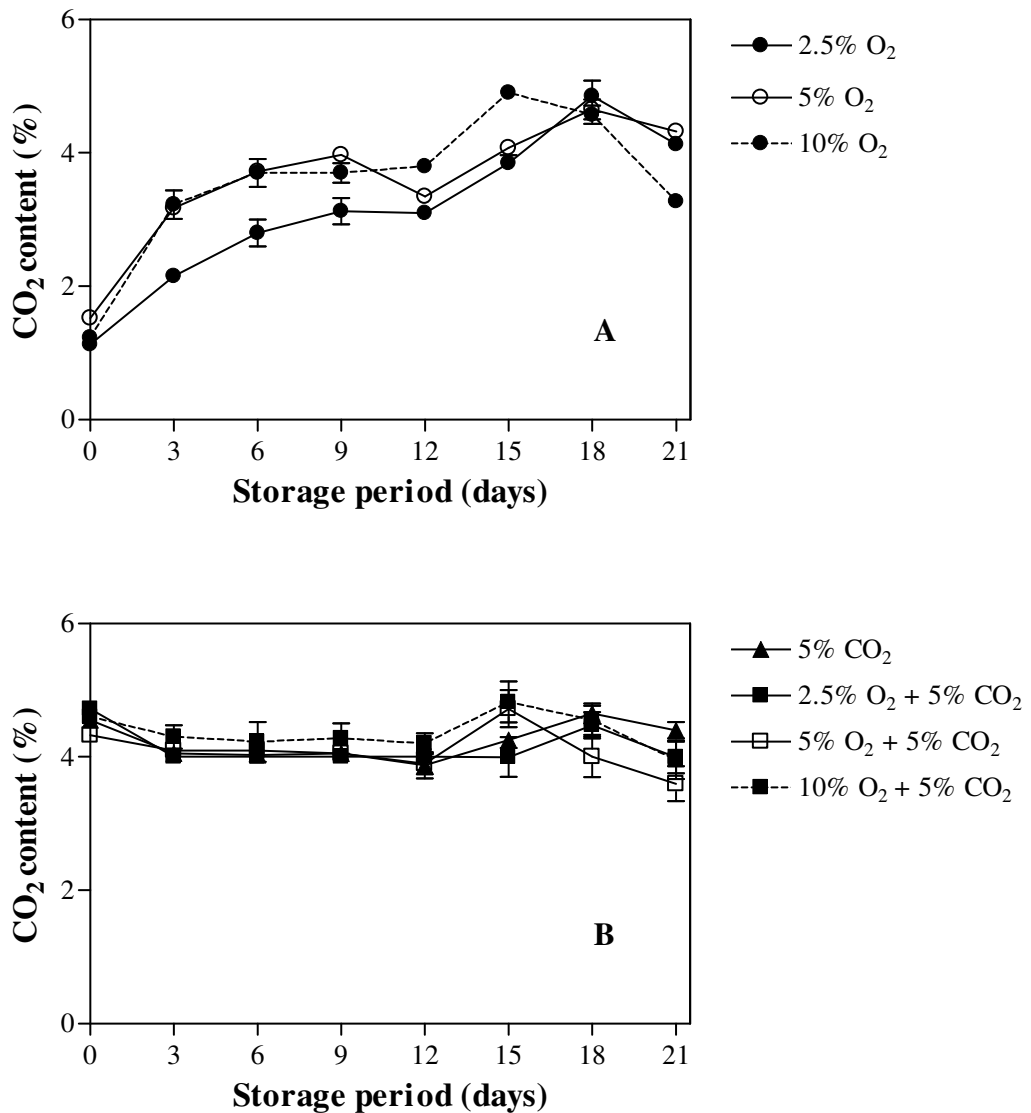 6
4
2
0
CO₂ content (%)
0 3 6 9 12 15 18 21
Storage period (days)
A
2.5% O₂
5% O₂
10% O₂
6
4
2
0
CO₂ content (%)
0 3 6 9 12 15 18 21
Storage period (days)
B
5% CO₂
2.5% O₂ + 5% CO₂
5% O₂ + 5% CO₂
10% O₂ + 5% CO₂